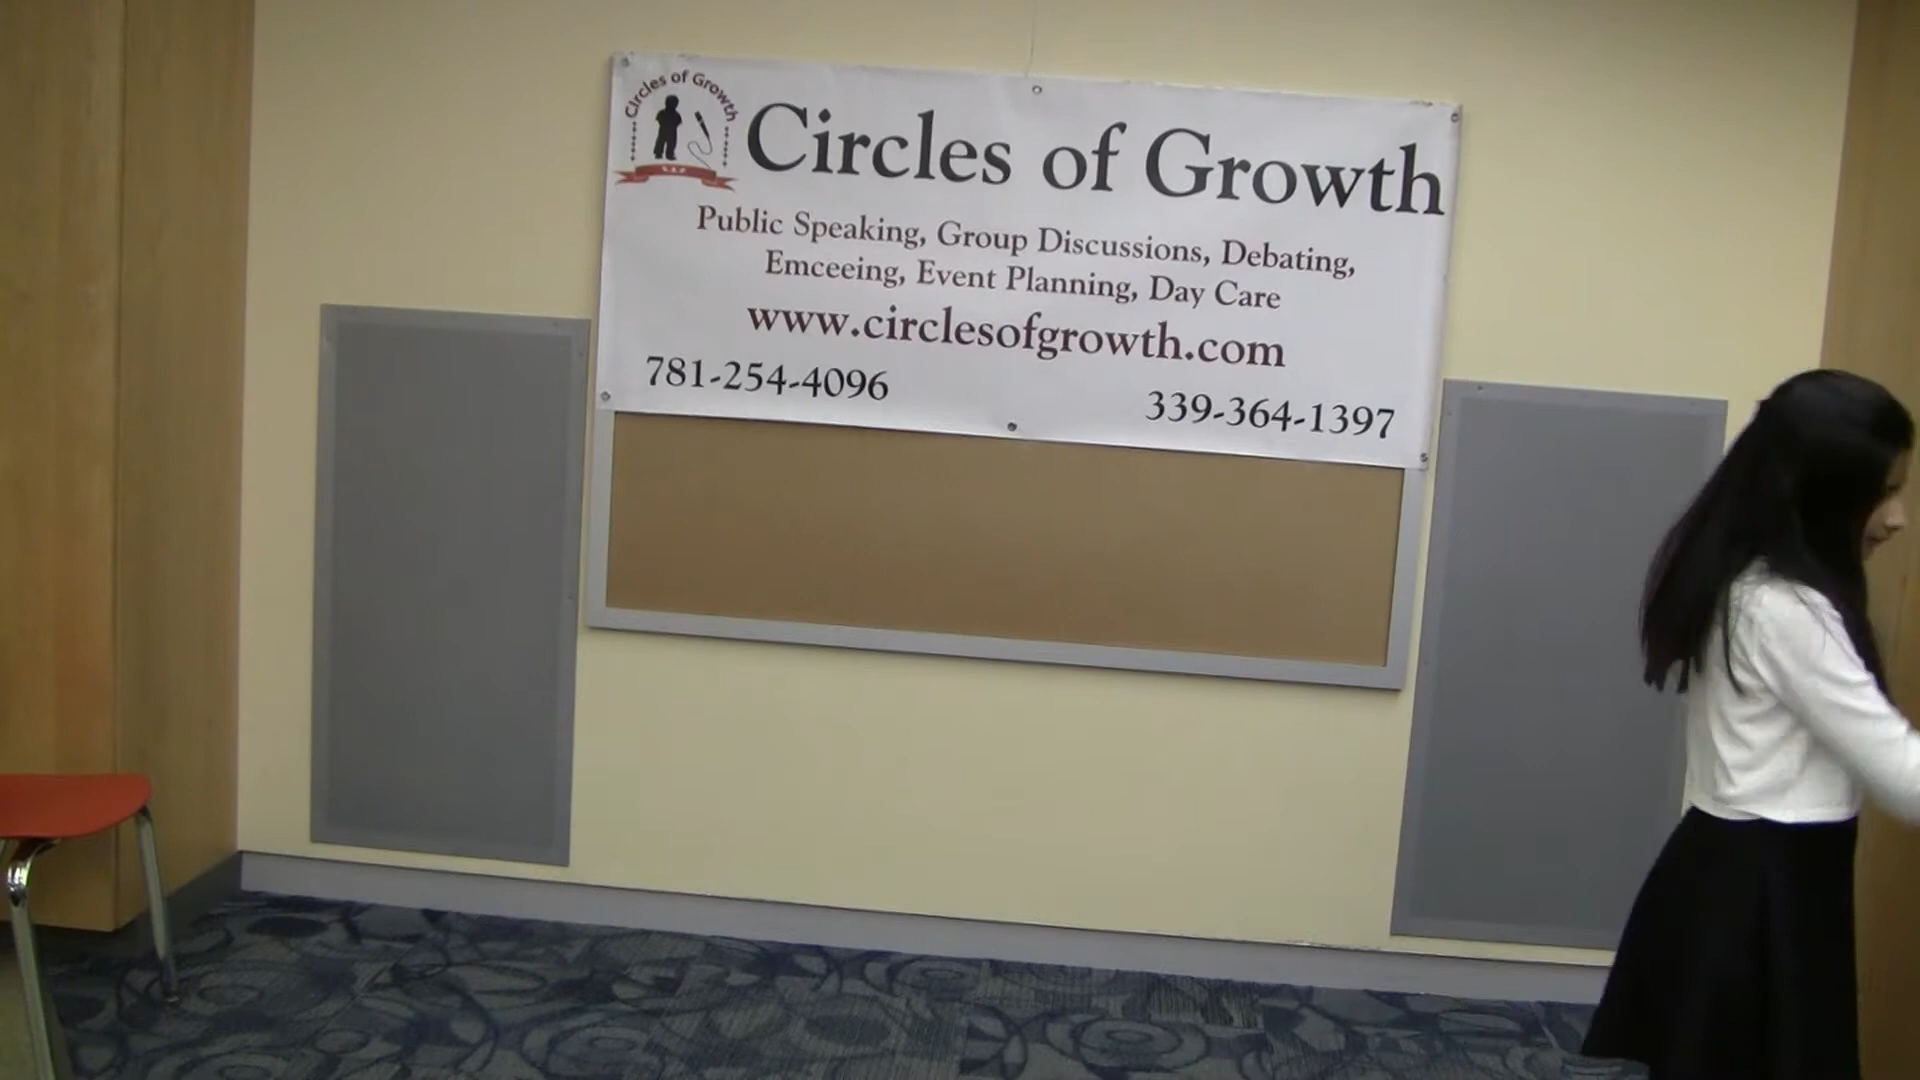 Circles of Growth
Circles of Growth
Public Speaking, Group Discussions, Debating,
Emceeing, Event Planning, Day Care
www.circlesofgrowth.com
781-254-4096
339-364-1397